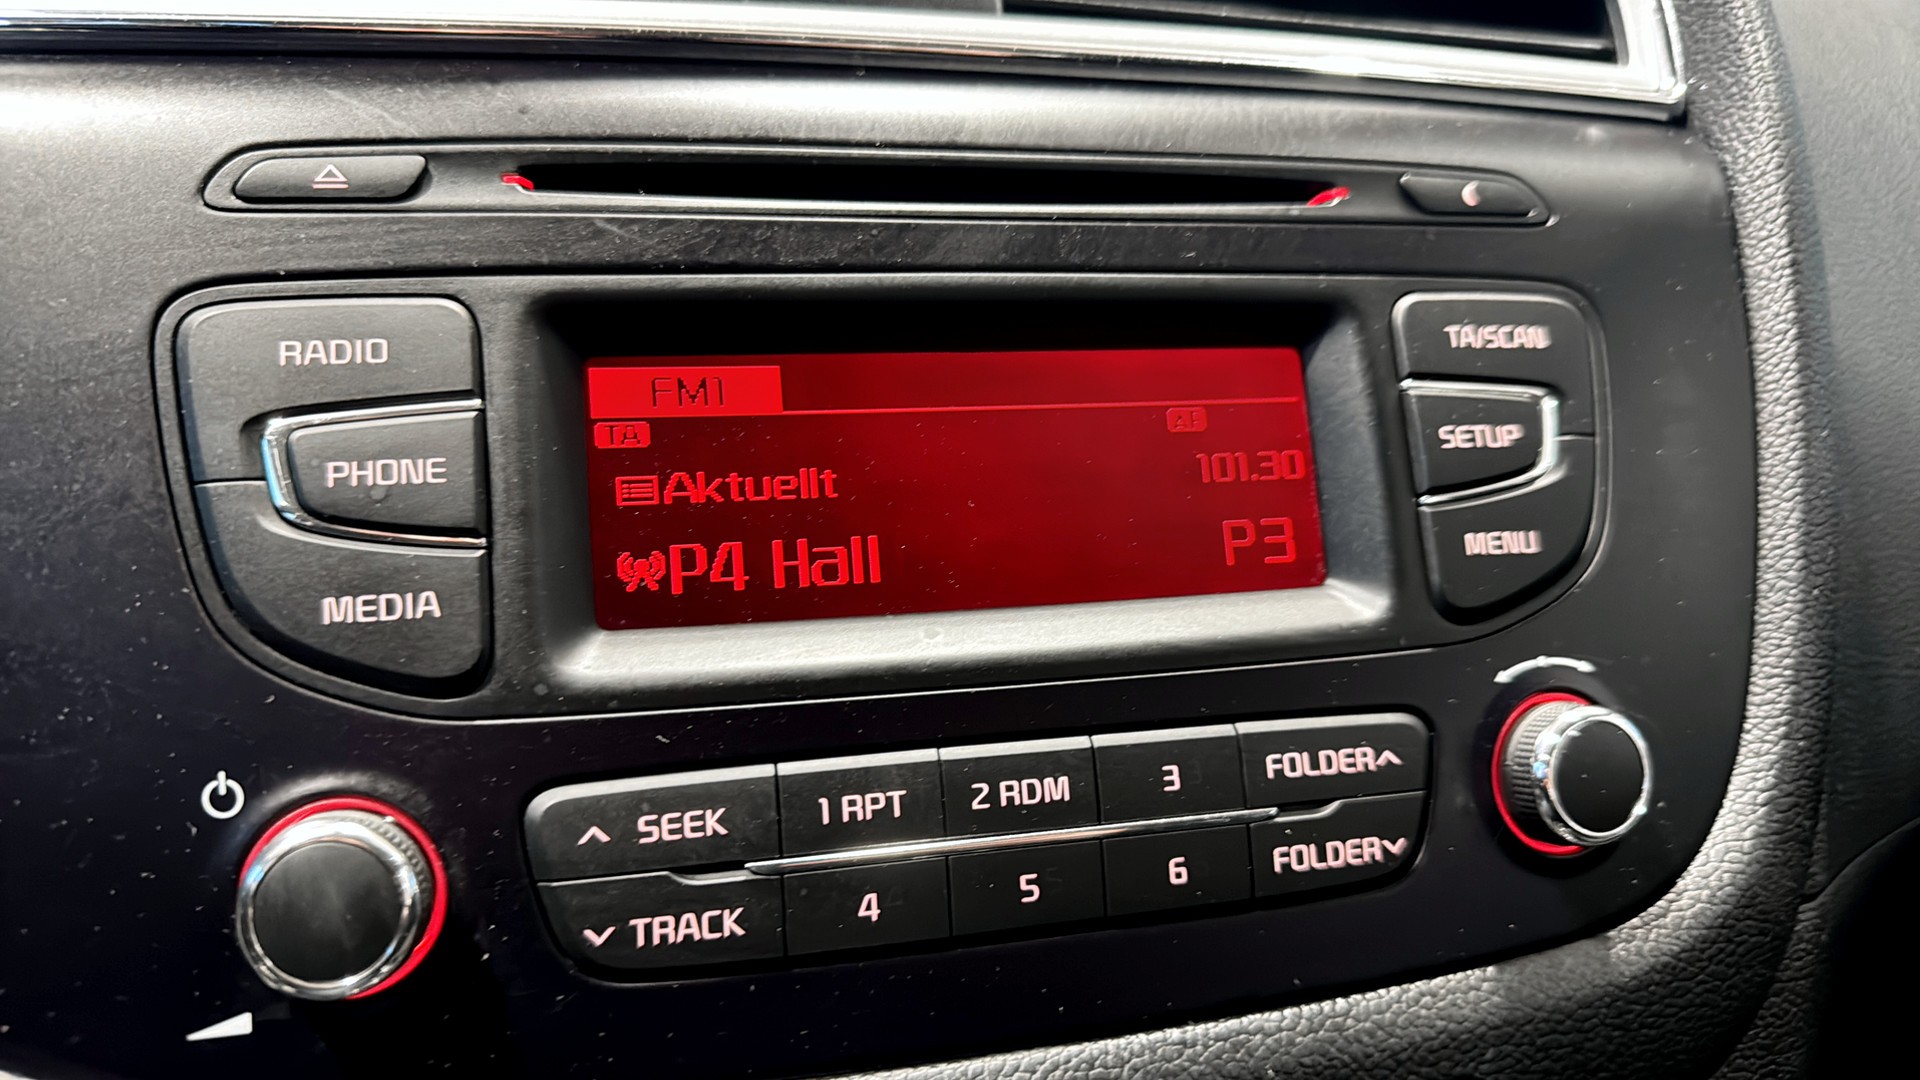 RADIO
PHONE
MEDIA
FM1
TA
AF
Aktuellt
101.30
P4 Hall
P3
TA/SCAN
SETUP
MENU
SEEK
1 RPT
2 RDM
3
FOLDER
TRACK
4
5
6
FOLDER